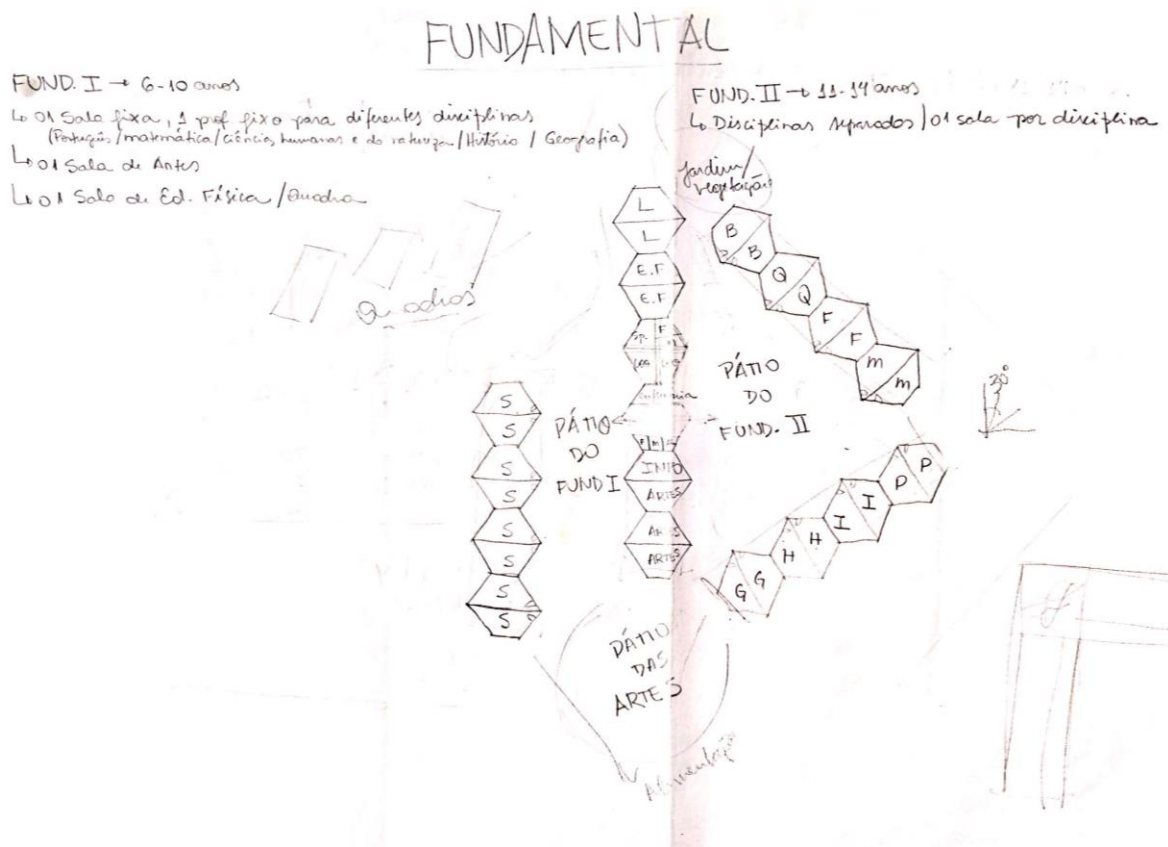 FUNDAMENTAL
FUND. I → 6-10 anos
↳ 01 Sala fixa, 1 prof fixo para diferentes disciplinas
(Português/matemática/ciências humanas e da natureza/História / Geografia)
↳ 01 Sala de Artes
↳ 01 Sala de Ed. Física / Quadra
FUND. II → 11-14 anos
↳ Disciplinas separados / 01 sala por disciplina
Jardim/
vegetação
Quadras
L
L
E.F
E.F
F
B
B
Q
Q
F
F
m
m
30°
PÁTIO
DO
FUND. II
PÁTIO
DO
FUND I
S
S
S
S
S
S
S
S
INFO
ARTES
ARTES
ARTES
P
P
I
I
H
H
G
G
PÁTIO
DAS
ARTES
Alimentação